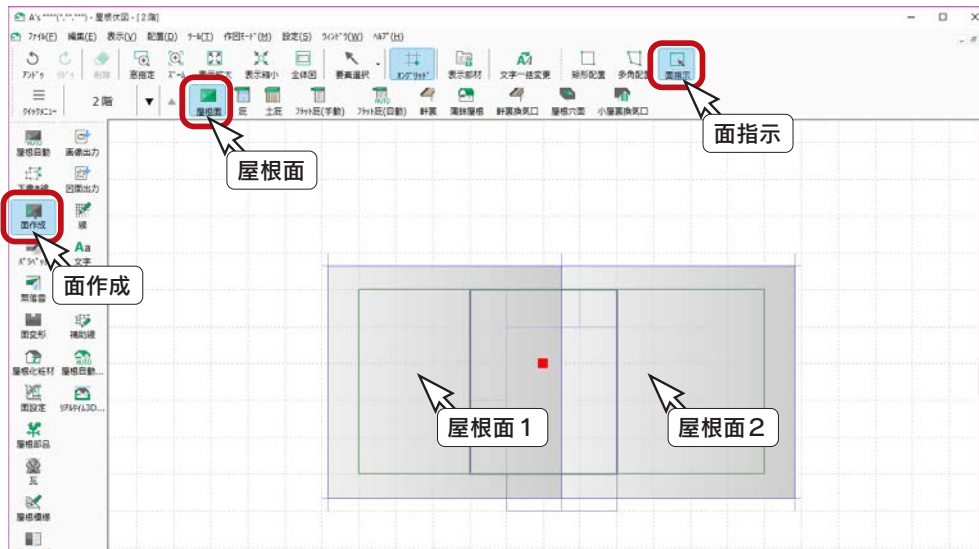 A's ****(*,**,***) - 屋根伏図 - [2 階]
ﾌｧｲﾙ(F) 編集(E) 表示(V) 配置(D) ﾂｰﾙ(T) 作図ﾓｰﾄﾞ(M) 設定(S) ｳｨﾝﾄﾞｳ(W) ﾍﾙﾌﾟ(H)
ｱﾝﾄﾞｩ 削除 窓指定 ｽﾞｰﾑ 表示拡大 表示縮小 全体図 要素選択 ｵﾝｸﾞﾘｯﾄﾞ 表示部材 文字一括変更 矩形配置 多角配置 面指示
ｸｲｯｸﾒﾆｭｰ 2 階 屋根面 庇 土庇 ﾌﾗｯﾄ庇(手動) ﾌﾗｯﾄ庇(自動) 軒裏 蒲鉾屋根 軒裏換気口 屋根穴面 小屋裏換気口
面指示
屋根面
屋根自動 画像出力
図面出力
面作成 線
文字
面作成
面変形 補助線
屋根化粧材 屋根自動...
面設定 ﾘｱﾙﾀｲﾑ3D...
屋根部品
瓦
屋根模様
屋根面1
屋根面2